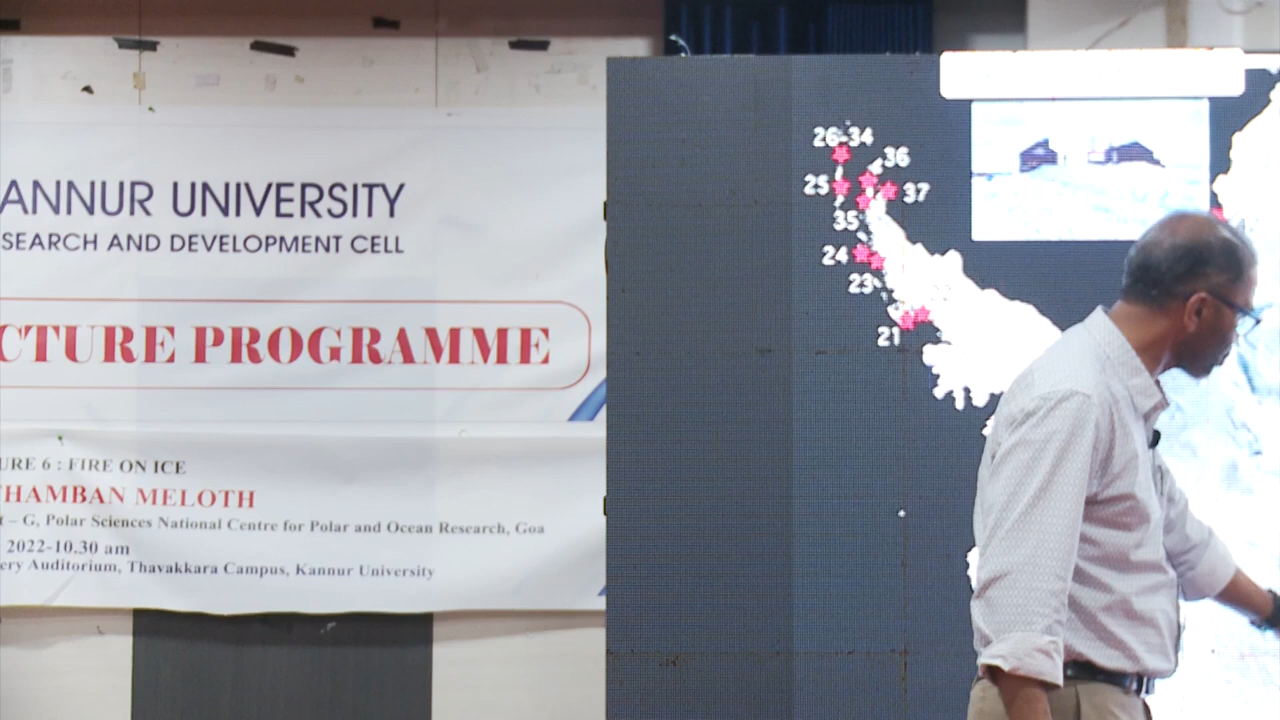 ANNUR UNIVERSITY
SEARCH AND DEVELOPMENT CELL
CTURE PROGRAMME
URE 6 : FIRE ON ICE
THAMBAN MELOTH
t – G, Polar Sciences National Centre for Polar and Ocean Research, Goa
2022-10.30 am
ery Auditorium, Thavakkara Campus, Kannur University
26-34
36
25
37
35
24
23
21